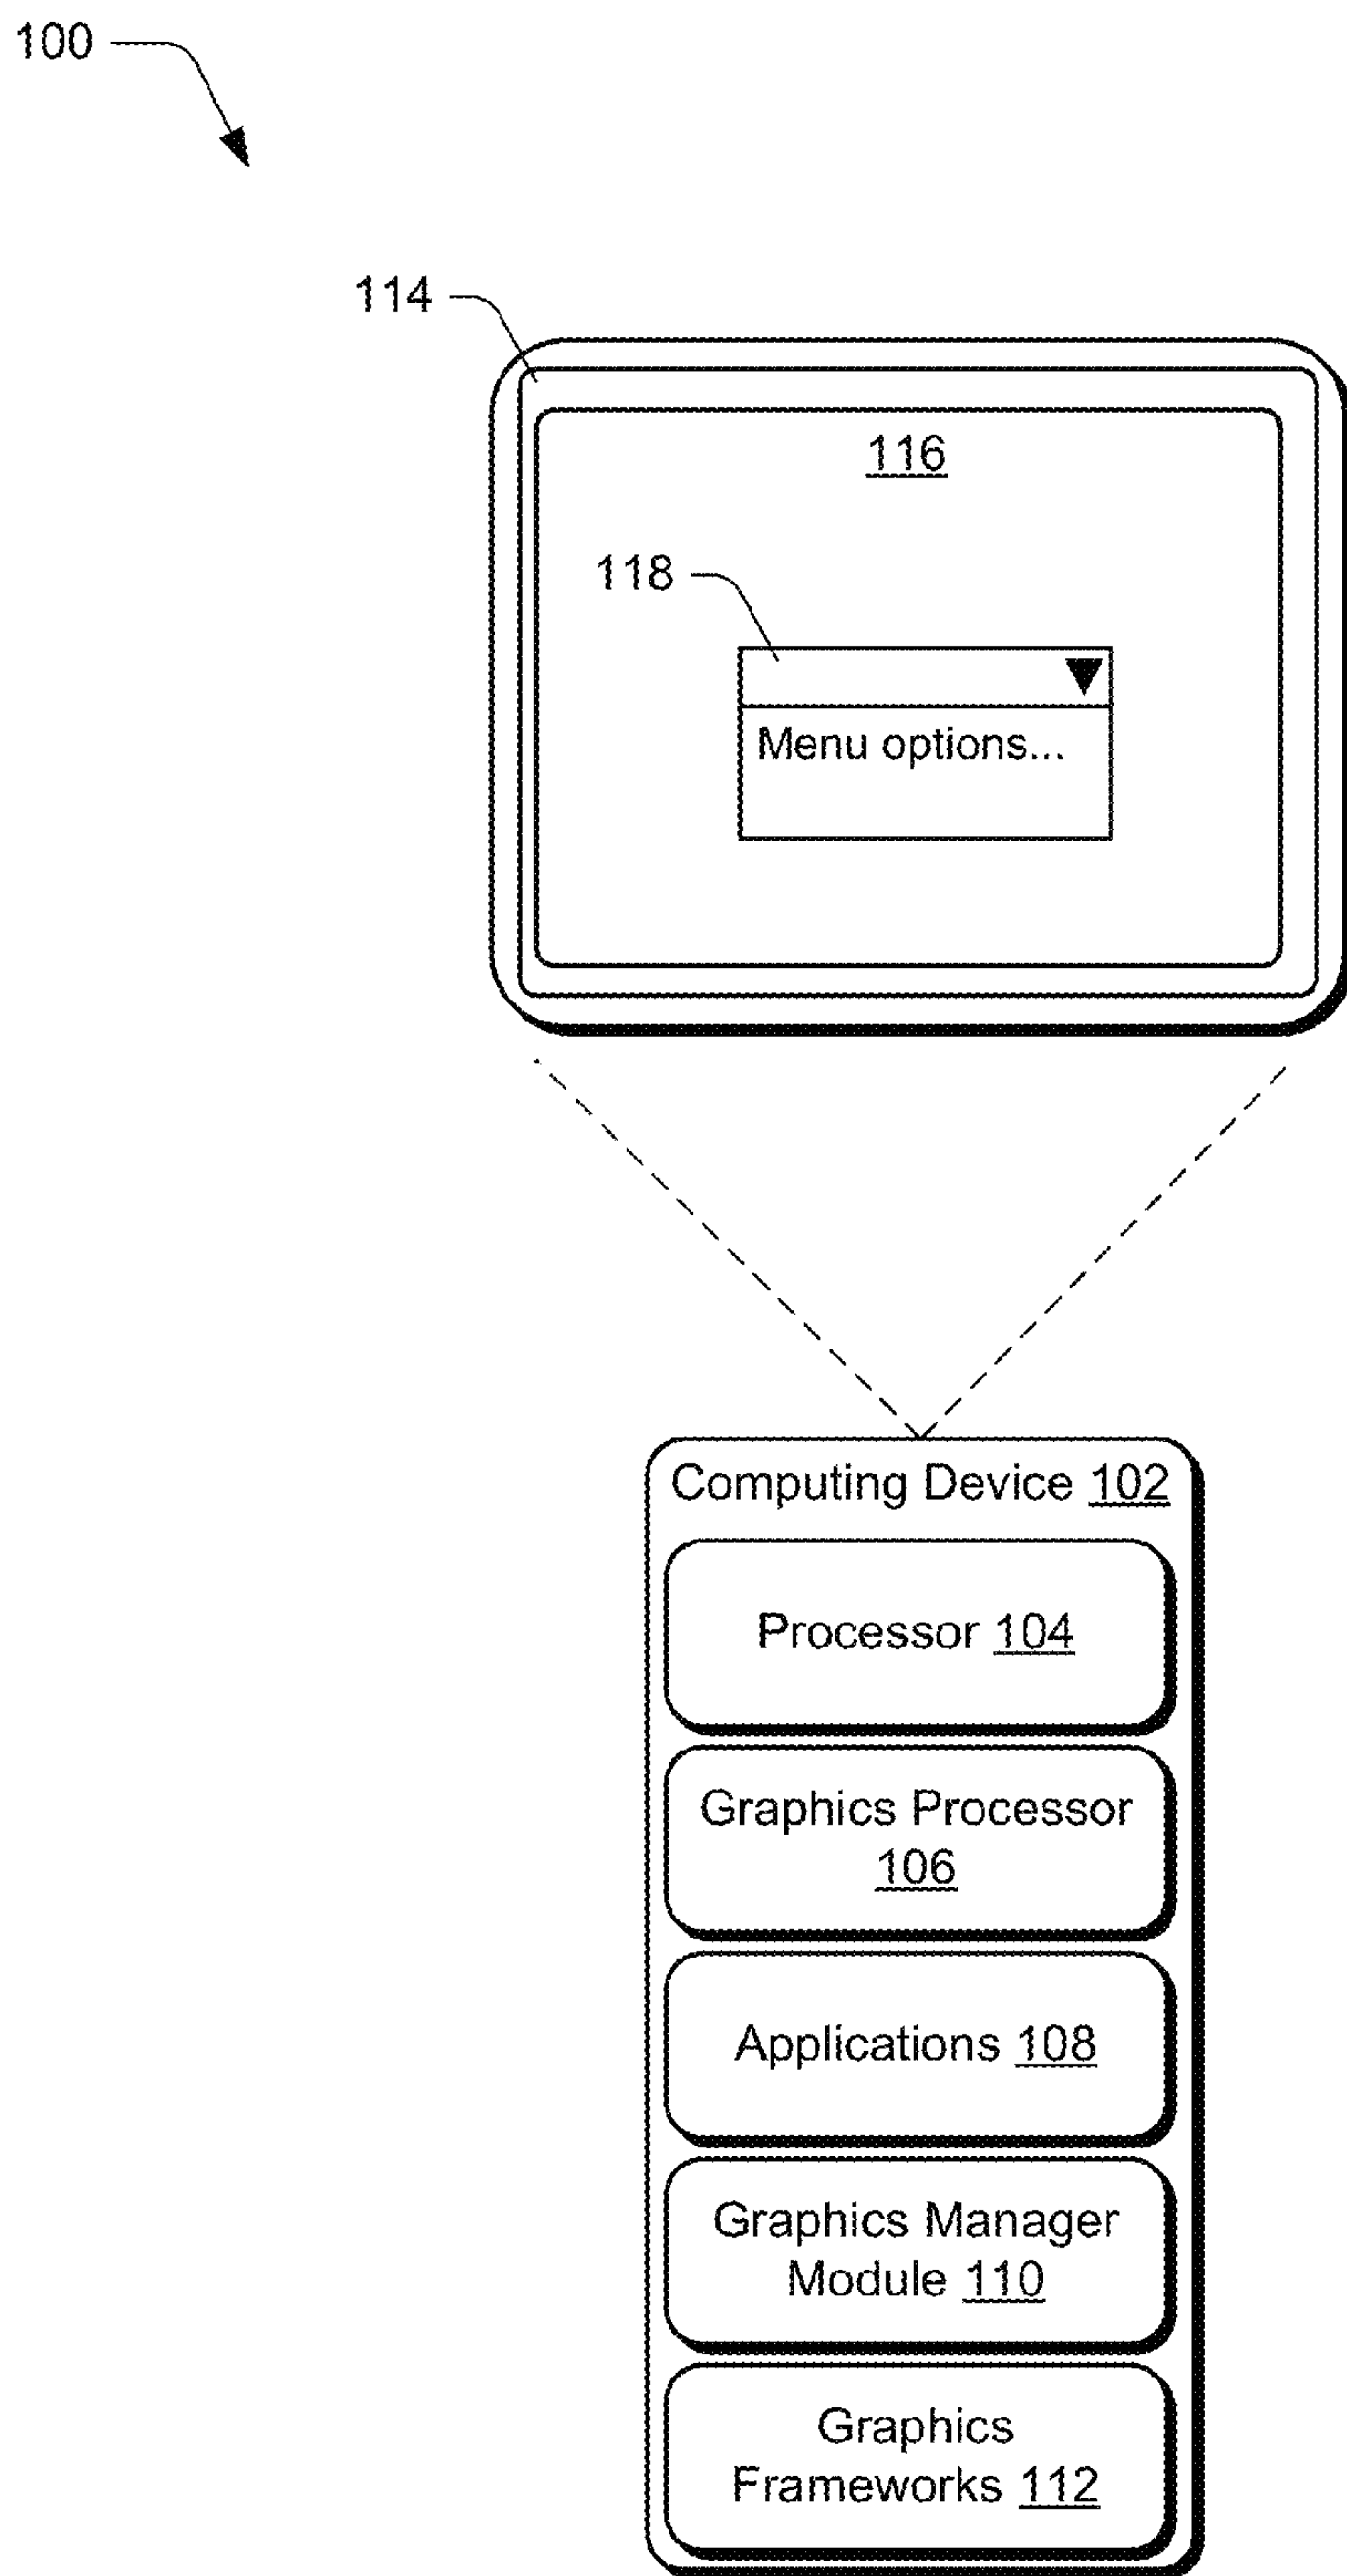 100
114
116
118
Menu options...
Computing Device 102
Processor 104
Graphics Processor
106
Applications 108
Graphics Manager
Module 110
Graphics
Frameworks 112